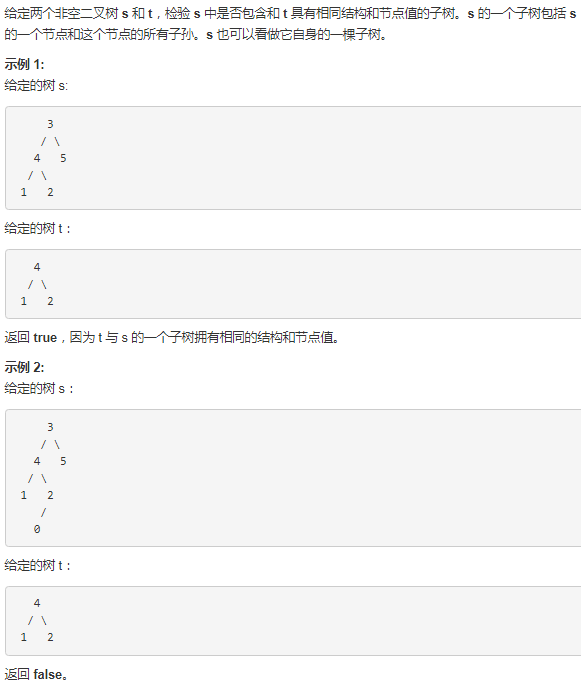 给定两个非空二叉树 s 和 t，检验 s 中是否包含和 t 具有相同结构和节点值的子树。s 的一个子树包括 s
的一个节点和这个节点的所有子孙。s 也可以看做它自身的一棵子树。
示例 1:
给定的树 s:
3
/ \
4 5
/ \
1 2
给定的树 t：
4
/ \
1 2
返回 true，因为 t 与 s 的一个子树拥有相同的结构和节点值。
示例 2:
给定的树 s：
3
/ \
4 5
/ \
1 2
/
0
给定的树 t：
4
/ \
1 2
返回 false。